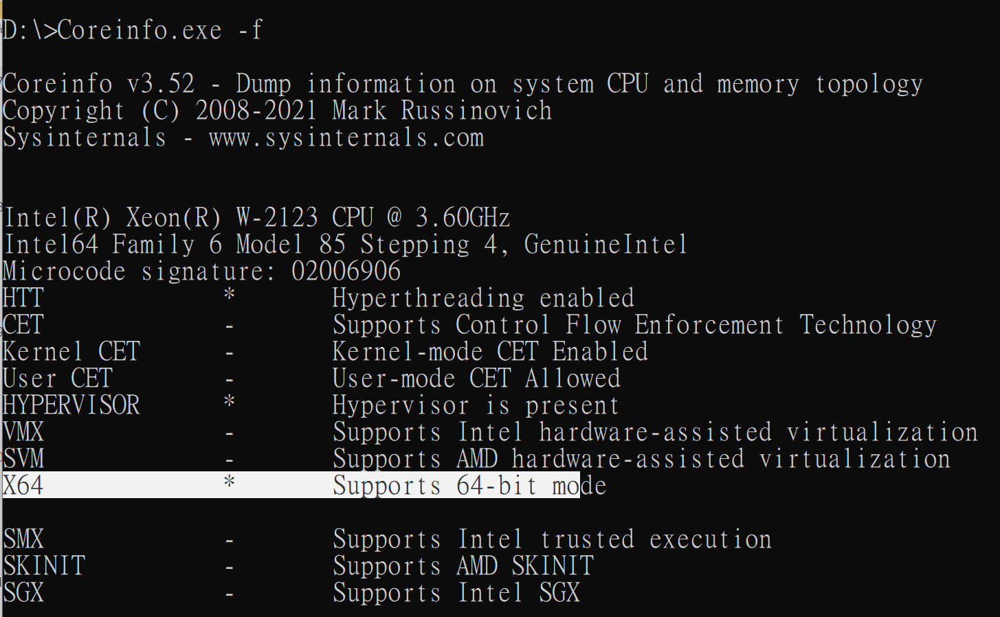 D:\>Coreinfo.exe -f
Coreinfo v3.52 - Dump information on system CPU and memory topology
Copyright (C) 2008-2021 Mark Russinovich
Sysinternals - www.sysinternals.com
Intel(R) Xeon(R) W-2123 CPU @ 3.60GHz
Intel64 Family 6 Model 85 Stepping 4, GenuineIntel
Microcode signature: 02006906
HTT * Hyperthreading enabled
CET - Supports Control Flow Enforcement Technology
Kernel CET - Kernel-mode CET Enabled
User CET - User-mode CET Allowed
HYPERVISOR * Hypervisor is present
VMX - Supports Intel hardware-assisted virtualization
SVM - Supports AMD hardware-assisted virtualization
X64 * Supports 64-bit mode
SMX - Supports Intel trusted execution
SKINIT - Supports AMD SKINIT
SGX - Supports Intel SGX